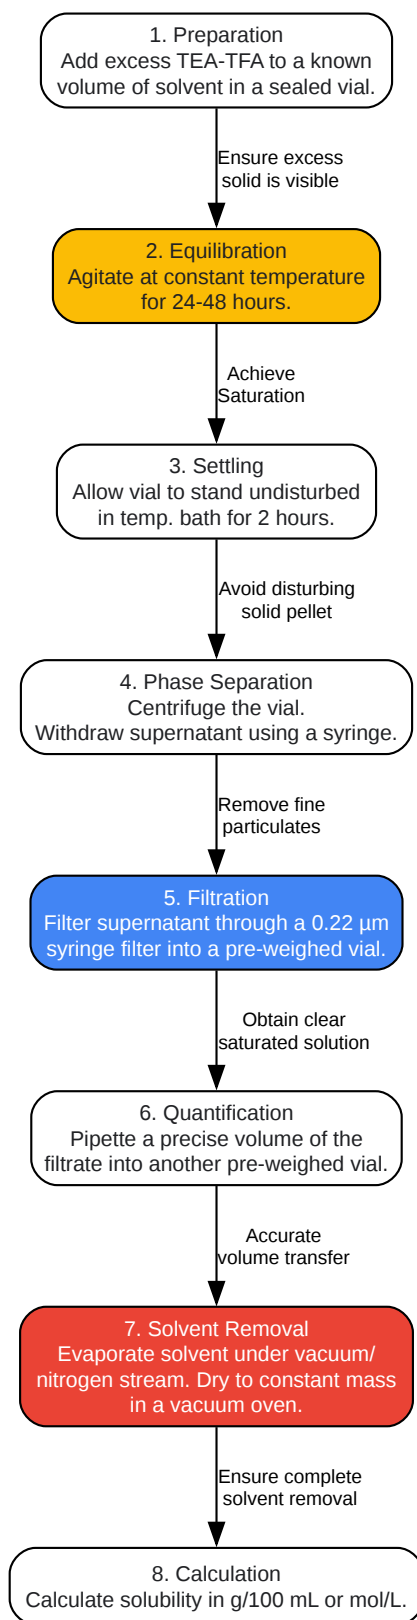 1. Preparation
Add excess TEA-TFA to a known
volume of solvent in a sealed vial.
Ensure excess
solid is visible
2. Equilibration
Agitate at constant temperature
for 24-48 hours.
Achieve
Saturation
3. Settling
Allow vial to stand undisturbed
in temp. bath for 2 hours.
Avoid disturbing
solid pellet
4. Phase Separation
Centrifuge the vial.
Withdraw supernatant using a syringe.
Remove fine
particulates
5. Filtration
Filter supernatant through a 0.22 µm
syringe filter into a pre-weighed vial.
Obtain clear
saturated solution
6. Quantification
Pipette a precise volume of the
filtrate into another pre-weighed vial.
Accurate
volume transfer
7. Solvent Removal
Evaporate solvent under vacuum/
nitrogen stream. Dry to constant mass
in a vacuum oven.
Ensure complete
solvent removal
8. Calculation
Calculate solubility in g/100 mL or mol/L.